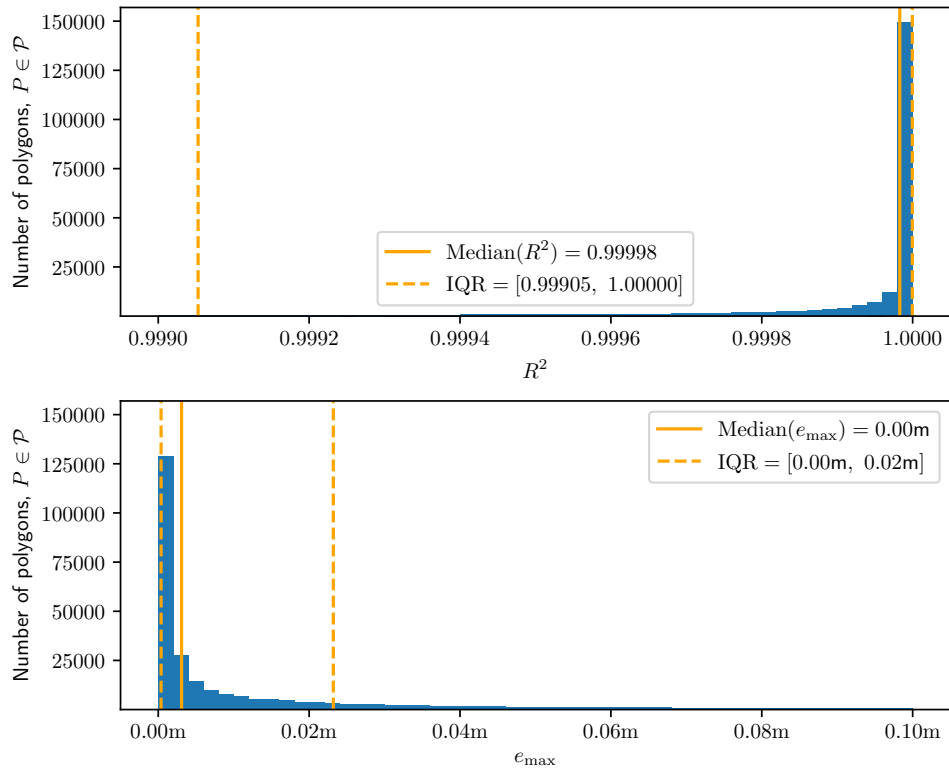 Number of polygons, P ∈ 𝒫
150000
125000
100000
75000
50000
25000
Median(R²) = 0.99998
IQR = [0.99905, 1.00000]
0.9990
0.9992
0.9994
0.9996
0.9998
1.0000
R²
Number of polygons, P ∈ 𝒫
150000
125000
100000
75000
50000
25000
Median(e_max) = 0.00m
IQR = [0.00m, 0.02m]
0.00m
0.02m
0.04m
0.06m
0.08m
0.10m
e_max